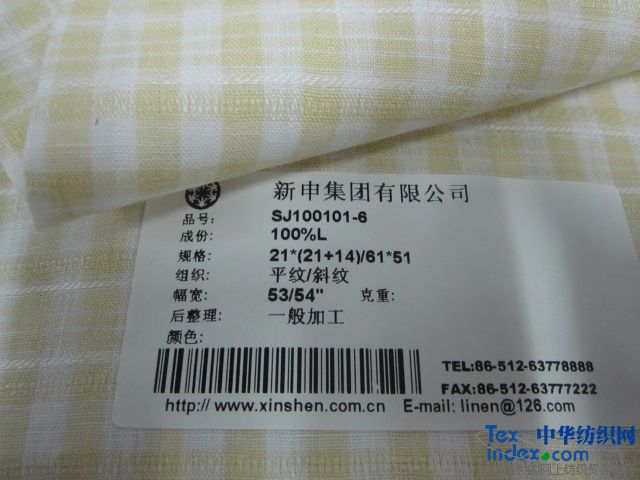 新申集团有限公司
品号: SJ100101-6
成份: 100%L
规格: 21*(21+14)/61*51
组织: 平纹/斜纹
幅宽: 53/54" 克重:
后整理: 一般加工
颜色:
TEL:86-512-63778888
FAX:86-512-63777222
http://www.xinshen.com.cn E-mail: linen@126.com
Tex 中华纺织网
index.com